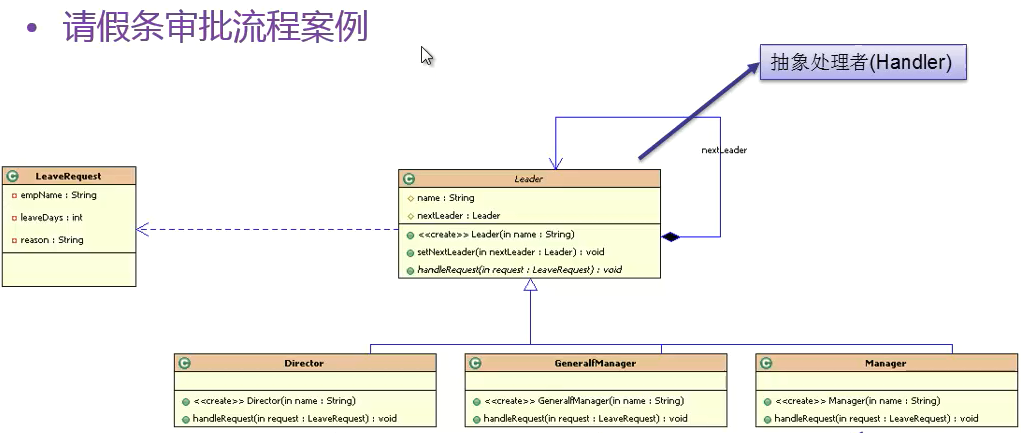 • 请假条审批流程案例
抽象处理者(Handler)
nextLeader
LeaveRequest
empName : String
leaveDays : int
reason : String
Leader
name : String
nextLeader : Leader
<<create>> Leader(in name : String)
setNextLeader(in nextLeader : Leader) : void
handleRequest(in request : LeaveRequest) : void
Director
<<create>> Director(in name : String)
handleRequest(in request : LeaveRequest) : void
GeneralfManager
<<create>> GeneralfManager(in name : String)
handleRequest(in request : LeaveRequest) : void
Manager
<<create>> Manager(in name : String)
handleRequest(in request : LeaveRequest) : void